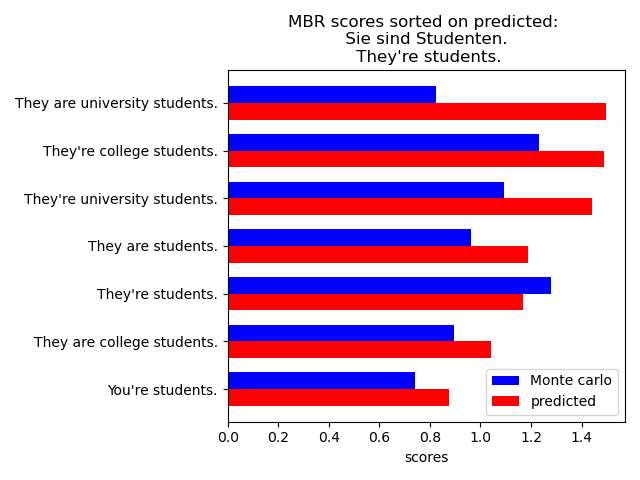 MBR scores sorted on predicted:
Sie sind Studenten.
They're students.
They are university students.
They're college students.
They're university students.
They are students.
They're students.
They are college students.
You're students.
Monte carlo
predicted
0.0 0.2 0.4 0.6 0.8 1.0 1.2 1.4
scores